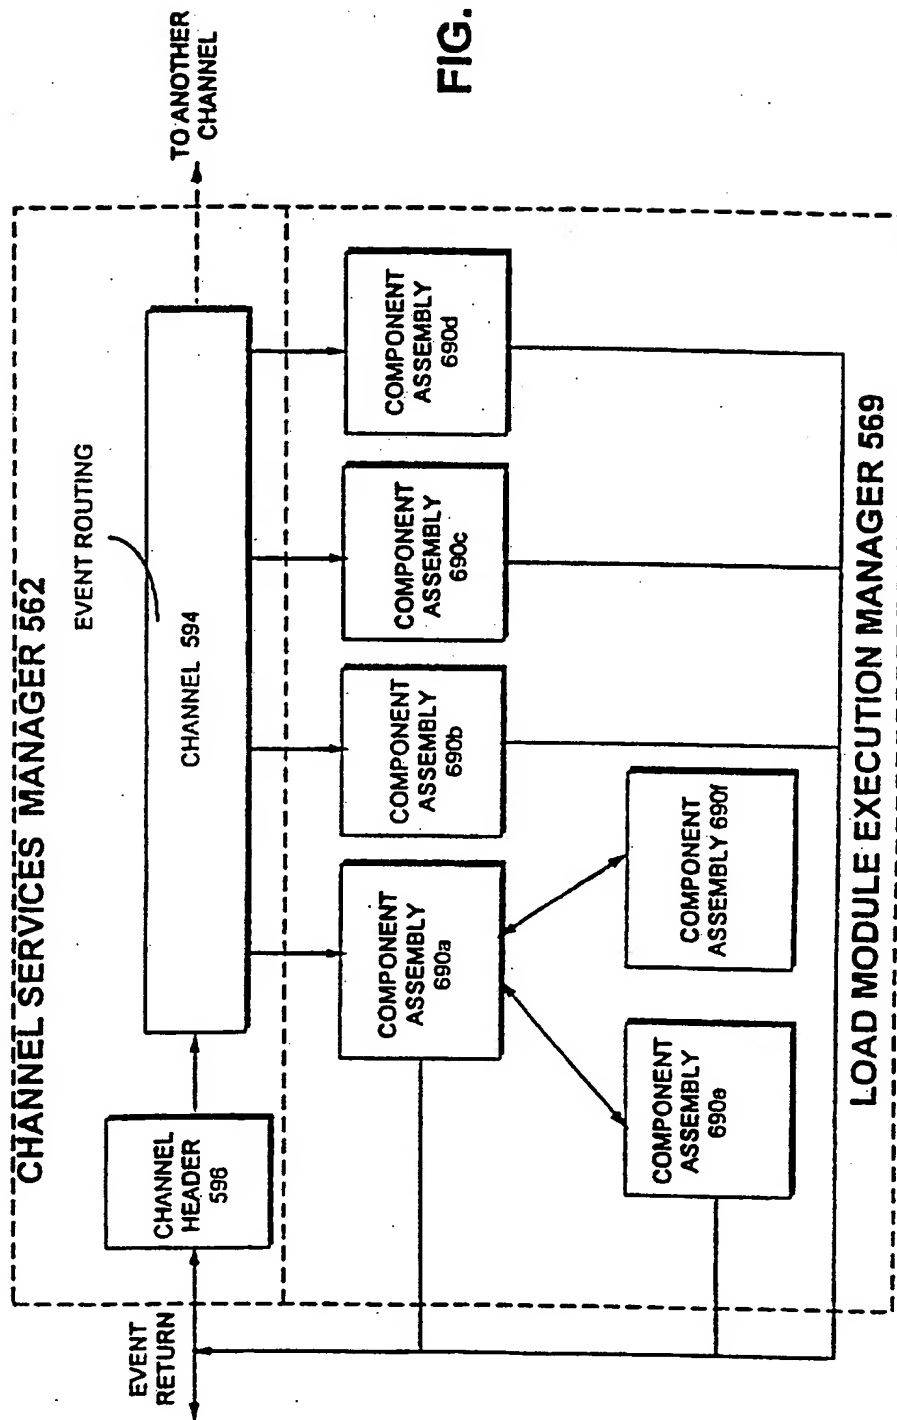 CHANNEL SERVICES MANAGER 562
EVENT ROUTING
TO ANOTHER
CHANNEL
EVENT
RETURN
CHANNEL
HEADER
596
CHANNEL 594
COMPONENT
ASSEMBLY
690a
COMPONENT
ASSEMBLY
690b
COMPONENT
ASSEMBLY
690c
COMPONENT
ASSEMBLY
690d
COMPONENT
ASSEMBLY
690e
COMPONENT
ASSEMBLY 690f
LOAD MODULE EXECUTION MANAGER 569
FIG.